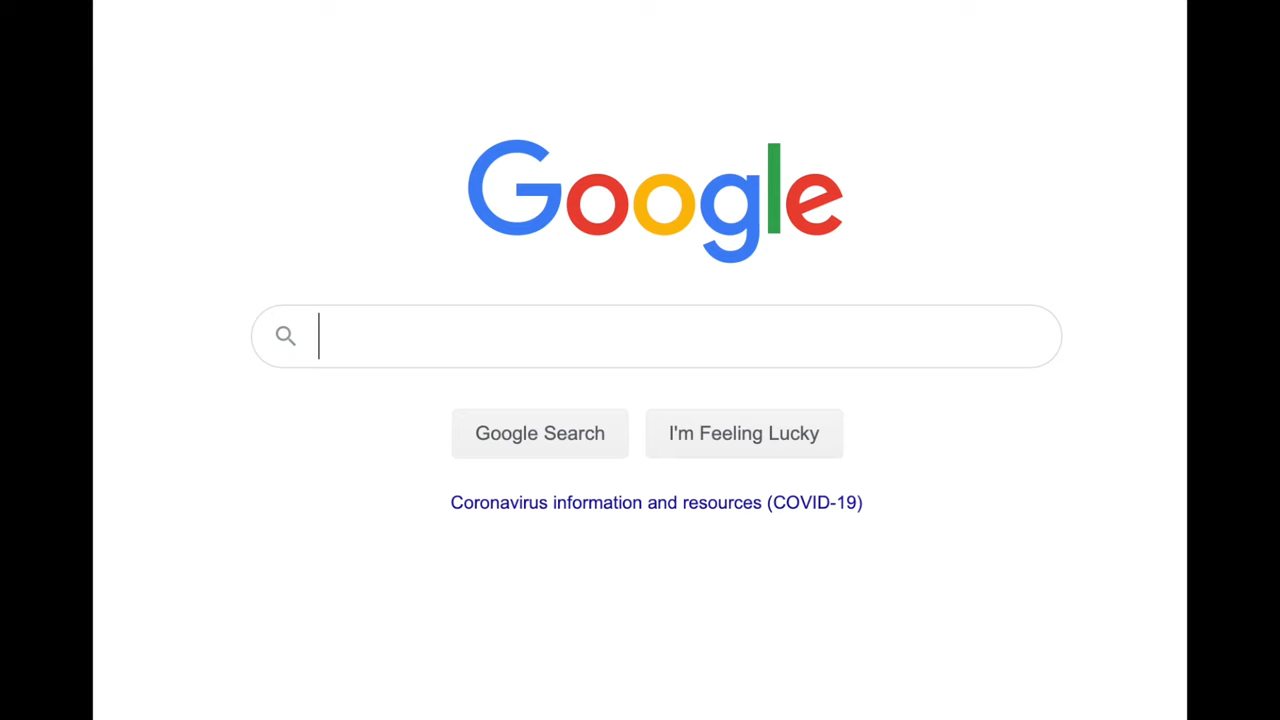 Google
Google Search
I'm Feeling Lucky
Coronavirus information and resources (COVID-19)